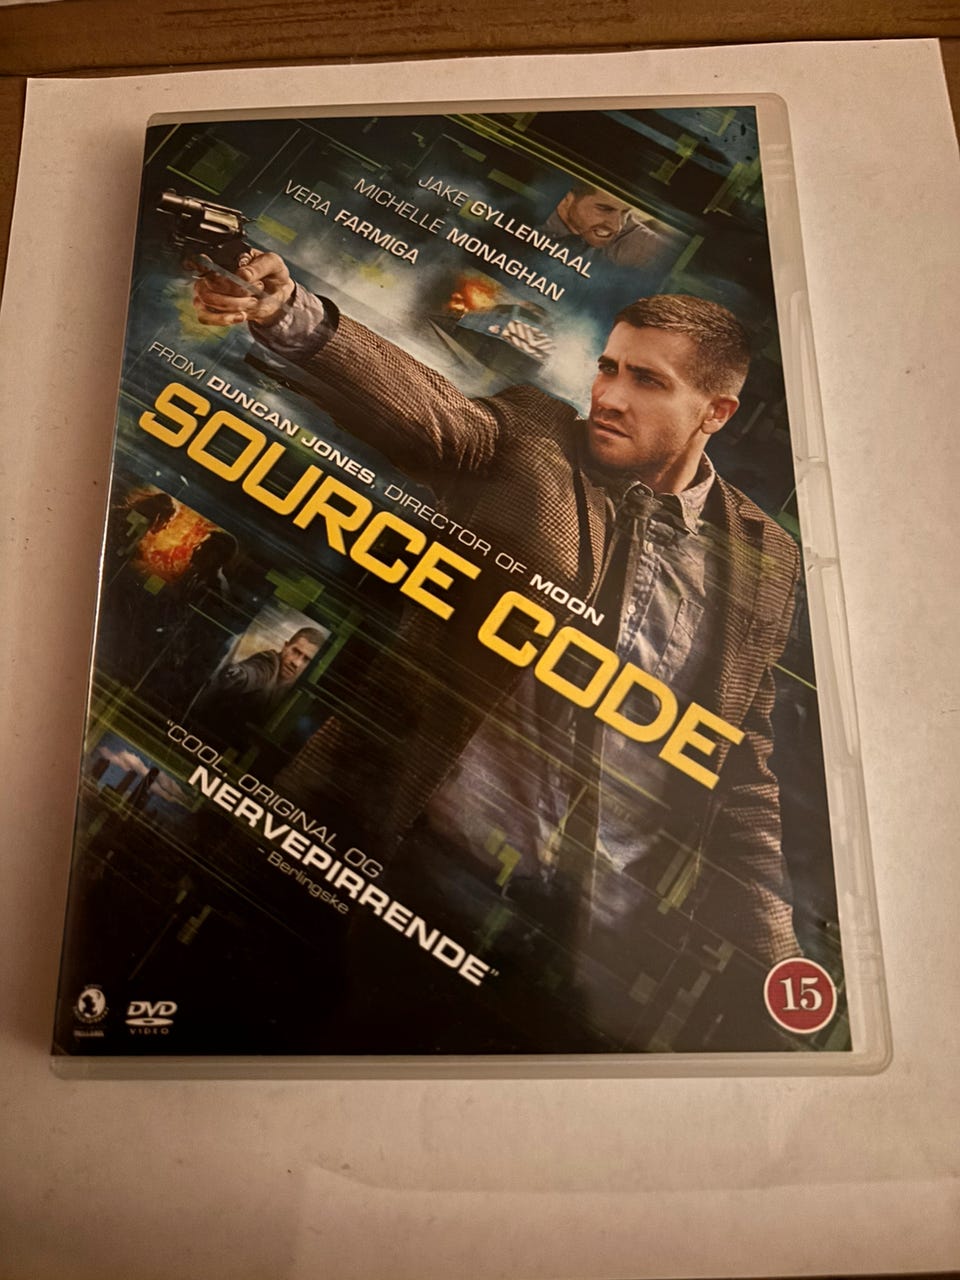 JAKE GYLLENHAAL
MICHELLE MONAGHAN
VERA FARMIGA
FROM DUNCAN JONES, DIRECTOR OF MOON
SOURCE CODE
"COOL, ORIGINAL OG
NERVEPIRRENDE"
- Berlingske
DVD
VIDEO
15